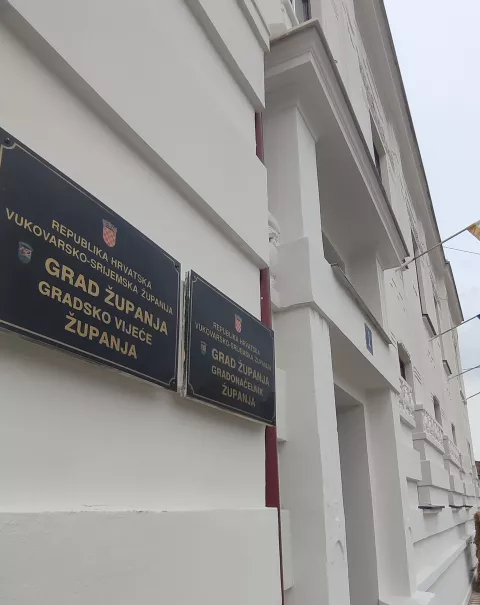 REPUBLIKA HRVATSKA
VUKOVARSKO-SRIJEMSKA ŽUPANIJA
GRAD ŽUPANJA
GRADSKO VIJEĆE
ŽUPANJA
REPUBLIKA HRVATSKA
VUKOVARSKO-SRIJEMSKA ŽUPANIJA
GRAD ŽUPANJA
GRADONAČELNIK
ŽUPANJA